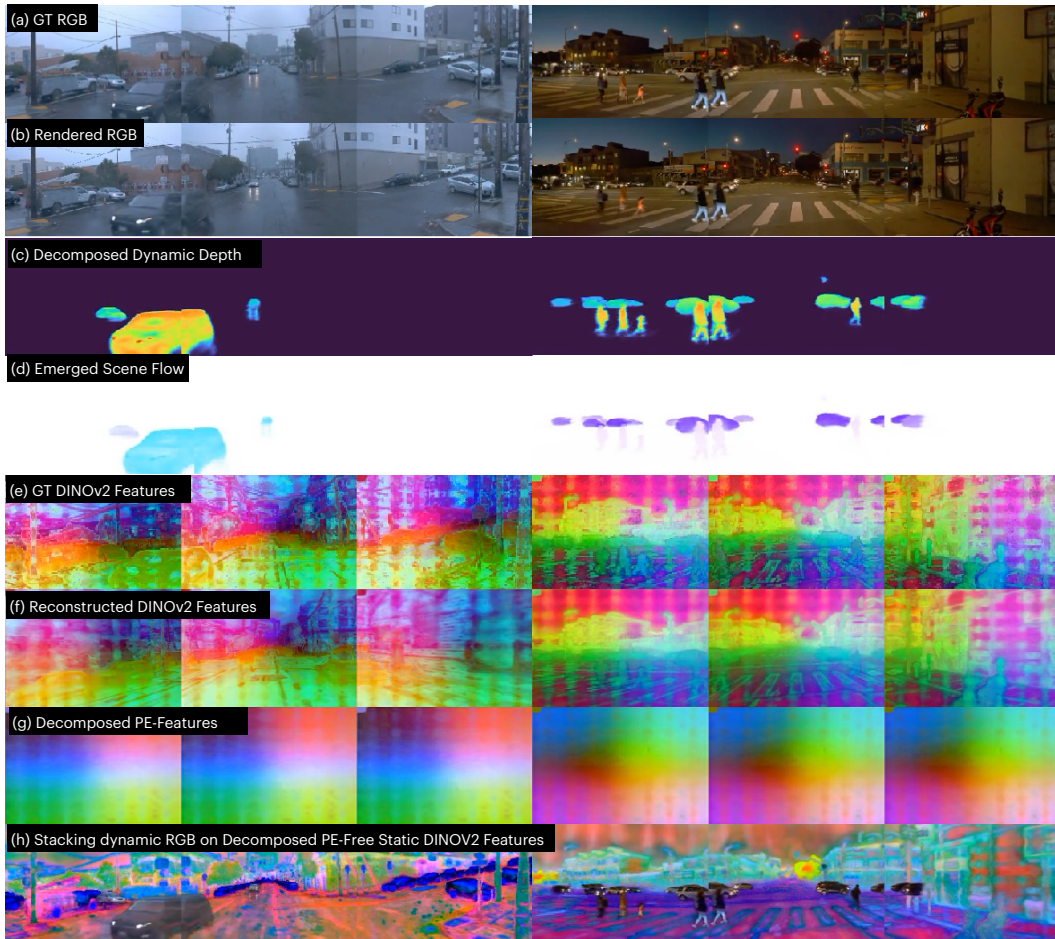 (a) GT RGB
(b) Rendered RGB
(c) Decomposed Dynamic Depth
(d) Emerged Scene Flow
(e) GT DINOv2 Features
(f) Reconstructed DINOv2 Features
(g) Decomposed PE-Features
(h) Stacking dynamic RGB on Decomposed PE-Free Static DINOV2 Features